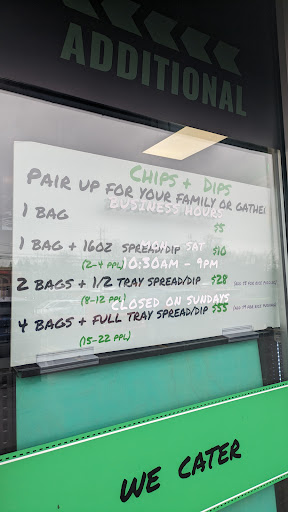 ADDITIONAL
CHIPS + DIPS
PAIR UP FOR YOUR FAMILY OR GATHEI
BUSINESS HOURS
1 BAG $5
1 BAG + 16OZ SPREAD/DIP $10
MON - SAT
(2-4 PPL)
10:30AM - 9PM
2 BAGS + 1/2 TRAY SPREAD/DIP $28
(8-12 PPL)
CLOSED ON SUNDAYS
4 BAGS + FULL TRAY SPREAD/DIP $55
(15-22 PPL)
WE CATER